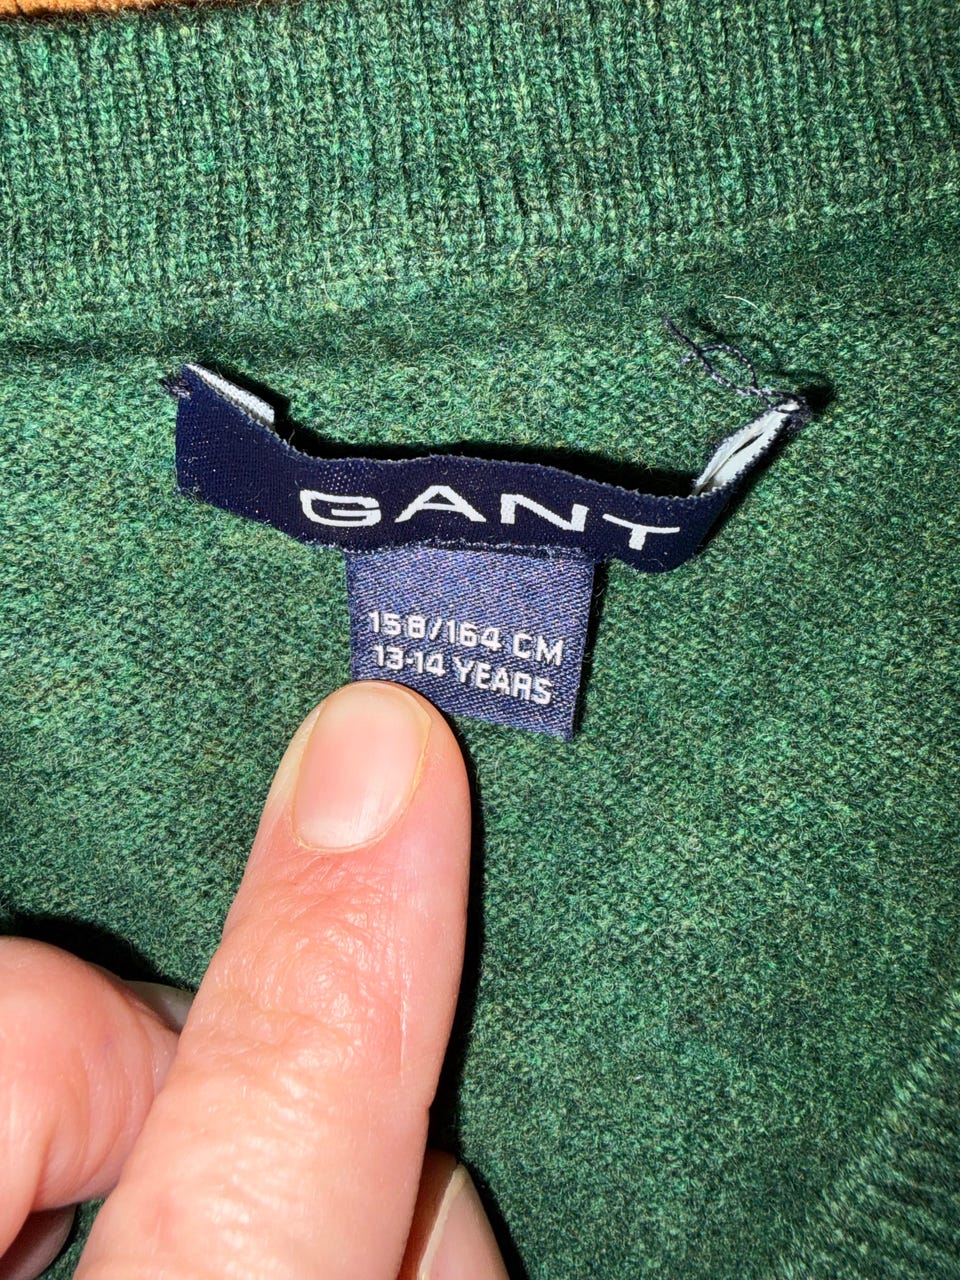 GANT
158/164 CM
13-14 YEARS